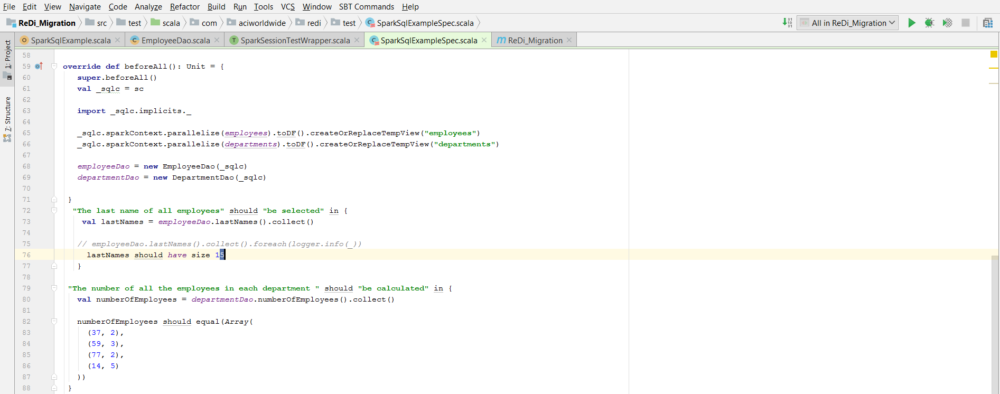 File Edit View Navigate Code Analyze Refactor Build Run Tools VCS Window SBT Commands Help
ReDi_Migration src test scala com aciworldwide redi test SparkSqlExampleSpec.scala All in ReDi_Migration
SparkSqlExample.scala EmployeeDao.scala SparkSessionTestWrapper.scala SparkSqlExampleSpec.scala ReDi_Migration
1: Project
7: Structure
58
59 override def beforeAll(): Unit = {
60 super.beforeAll()
61 val _sqlc = sc
62
63 import _sqlc.implicits._
64
65 _sqlc.sparkContext.parallelize(employees).toDF().createOrReplaceTempView("employees")
66 _sqlc.sparkContext.parallelize(departments).toDF().createOrReplaceTempView("departments")
67
68 employeeDao = new EmployeeDao(_sqlc)
69 departmentDao = new DepartmentDao(_sqlc)
70
71 }
72 "The last name of all employees" should "be selected" in {
73 val lastNames = employeeDao.lastNames().collect()
74
75 // employeeDao.lastNames().collect().foreach(logger.info(_))
76 lastNames should have size 15
77 }
78
79 "The number of all the employees in each department " should "be calculated" in {
80 val numberOfEmployees = departmentDao.numberOfEmployees().collect()
81
82 numberOfEmployees should equal(Array(
83 (37, 2),
84 (59, 3),
85 (77, 2),
86 (14, 5)
87 ))
88 }